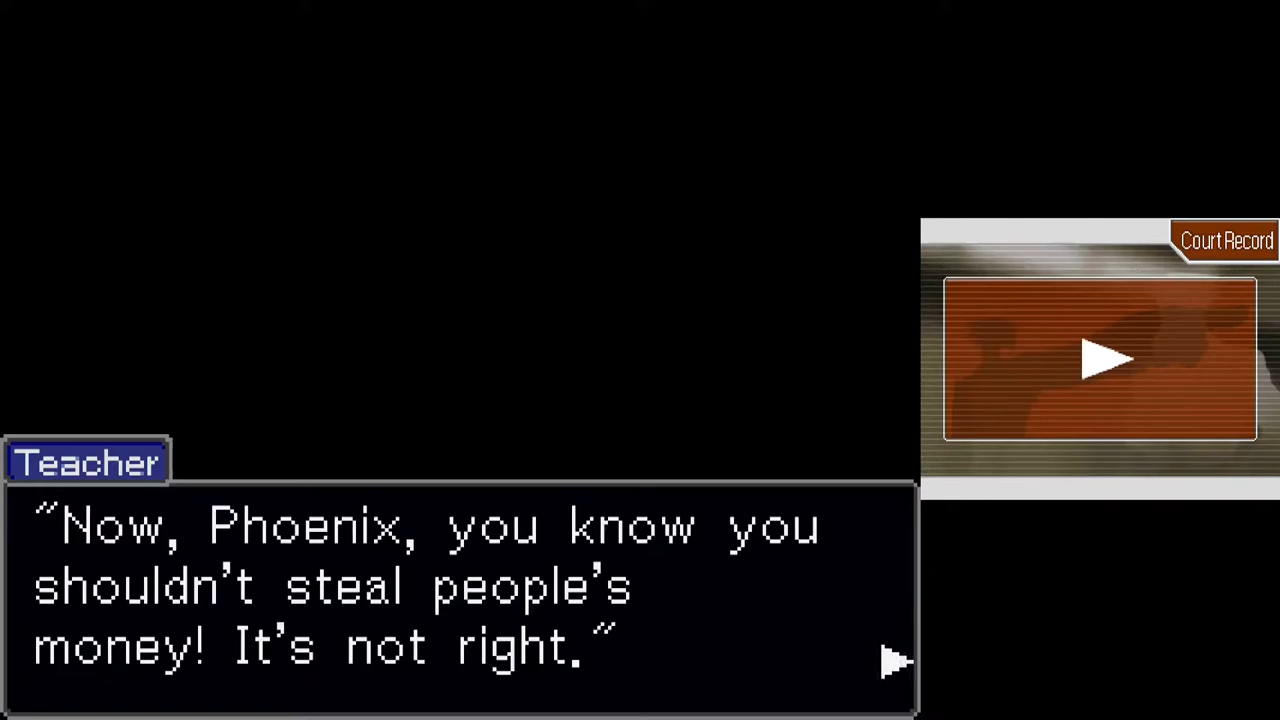 Court Record
Teacher
"Now, Phoenix, you know you
shouldn't steal people's
money! It's not right."